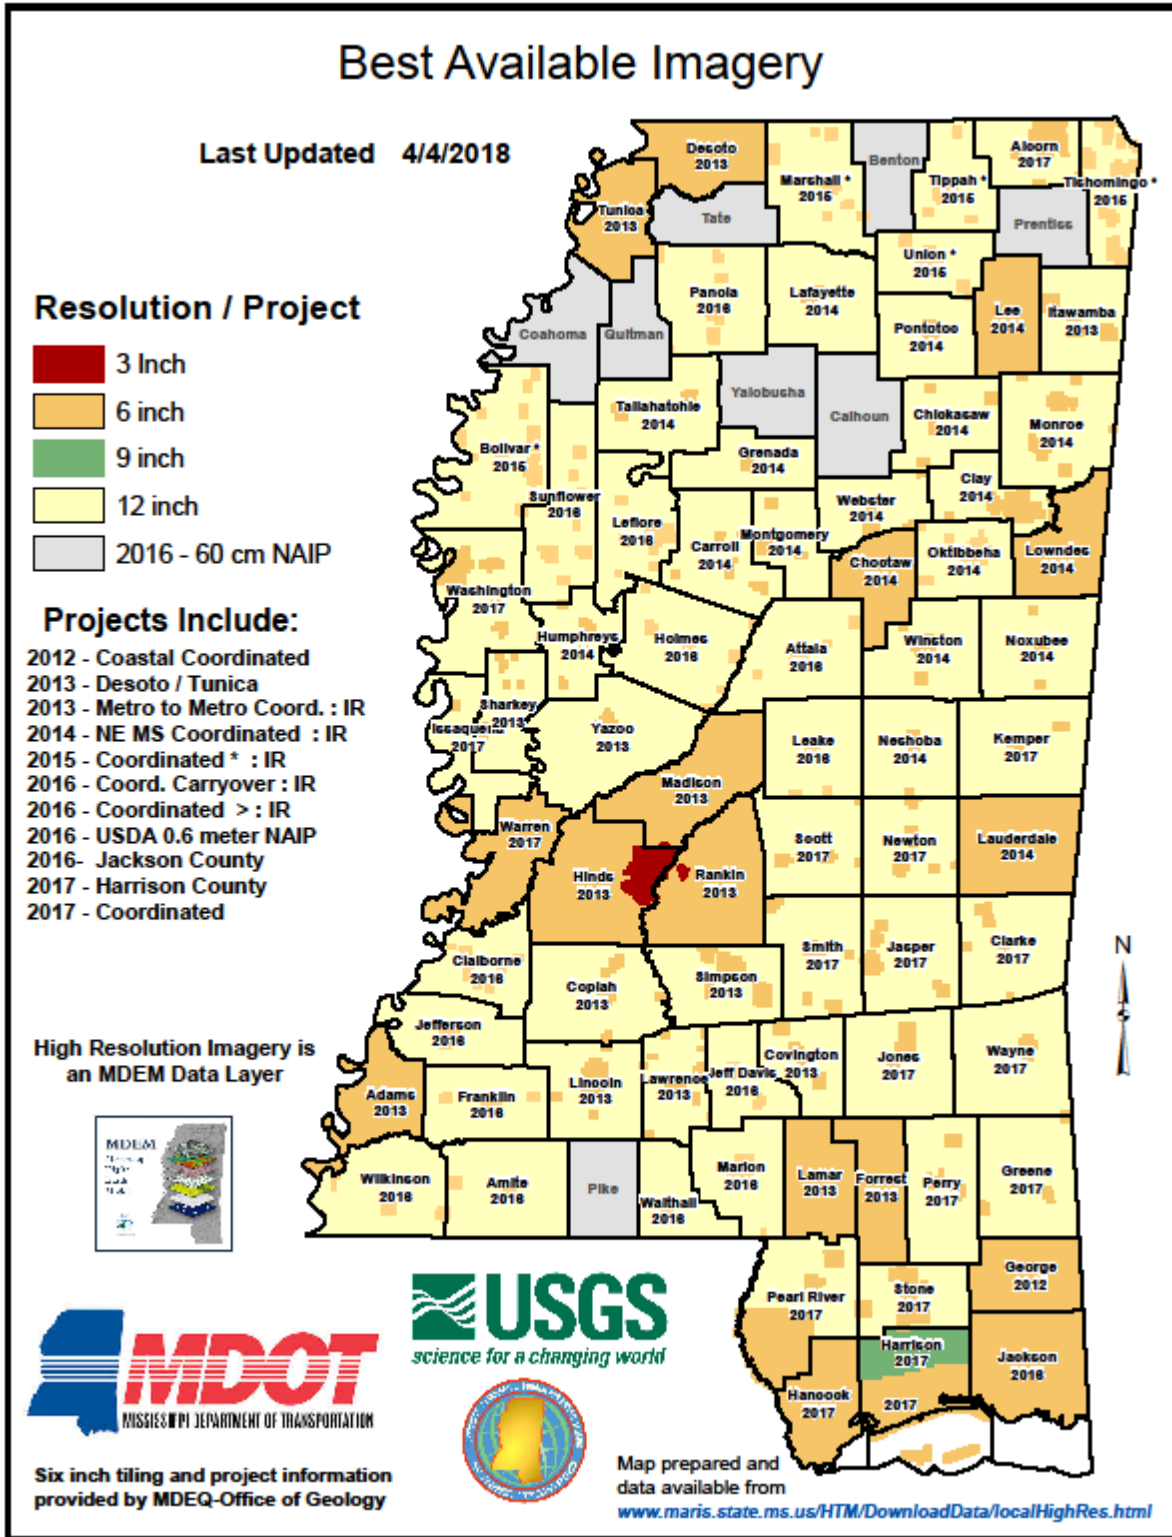 Best Available Imagery
Last Updated 4/4/2018
Resolution / Project
3 Inch
6 inch
9 inch
12 inch
2016 - 60 cm NAIP
Projects Include:
2012 - Coastal Coordinated
2013 - Desoto / Tunica
2013 - Metro to Metro Coord. : IR
2014 - NE MS Coordinated : IR
2015 - Coordinated * : IR
2016 - Coord. Carryover : IR
2016 - Coordinated > : IR
2016 - USDA 0.6 meter NAIP
2016- Jackson County
2017 - Harrison County
2017 - Coordinated
High Resolution Imagery is
an MDEM Data Layer
MDEM
Desoto
2013
Marshall *
2015
Benton
Tippah *
2015
Alcorn
2017
Tishomingo *
2015
Tunica
2013
Tate
Prentiss
Union *
2015
Panola
2016
Lafayette
2014
Pontotoc
2014
Lee
2014
Itawamba
2013
Coahoma
Quitman
Yalobusha
Calhoun
Tallahatchie
2014
Chickasaw
2014
Monroe
2014
Bolivar *
2015
Sunflower
2016
Grenada
2014
Leflore
2016
Carroll
2014
Montgomery
2014
Webster
2014
Clay
2014
Choctaw
2014
Oktibbeha
2014
Lowndes
2014
Washington
2017
Humphreys
2014
Holmes
2016
Attala
2016
Winston
2014
Noxubee
2014
Sharkey
2013
Issaquena
2017
Yazoo
2013
Leake
2016
Neshoba
2014
Kemper
2017
Madison
2013
Warren
2017
Hinds
2013
Rankin
2013
Scott
2017
Newton
2017
Lauderdale
2014
Claiborne
2016
Copiah
2013
Simpson
2013
Smith
2017
Jasper
2017
Clarke
2017
N
Jefferson
2016
Adams
2013
Franklin
2016
Lincoln
2013
Lawrence
2013
Jeff Davis
2016
Covington
2013
Jones
2017
Wayne
2017
Wilkinson
2016
Amite
2016
Pike
Walthall
2016
Marion
2016
Lamar
2013
Forrest
2013
Perry
2017
Greene
2017
Pearl River
2017
Stone
2017
George
2012
Harrison
2017
2017
Hancock
2017
Jackson
2016
MDOT
MISSISSIPPI DEPARTMENT OF TRANSPORTATION
USGS
science for a changing world
Six inch tiling and project information
provided by MDEQ-Office of Geology
Map prepared and
data available from
www.maris.state.ms.us/HTM/DownloadData/localHighRes.html